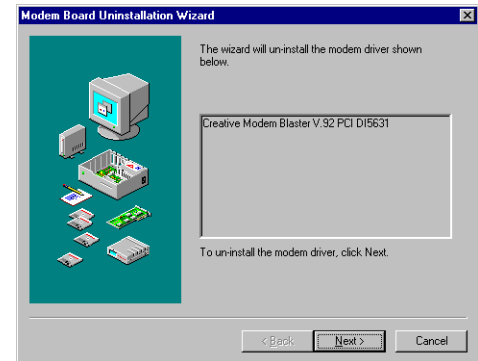 Modem Board Uninstallation Wizard
The wizard will un-install the modem driver shown
below.
Creative Modem Blaster V.92 PCI DI5631
To un-install the modem driver, click Next.
< Back
Next >
Cancel